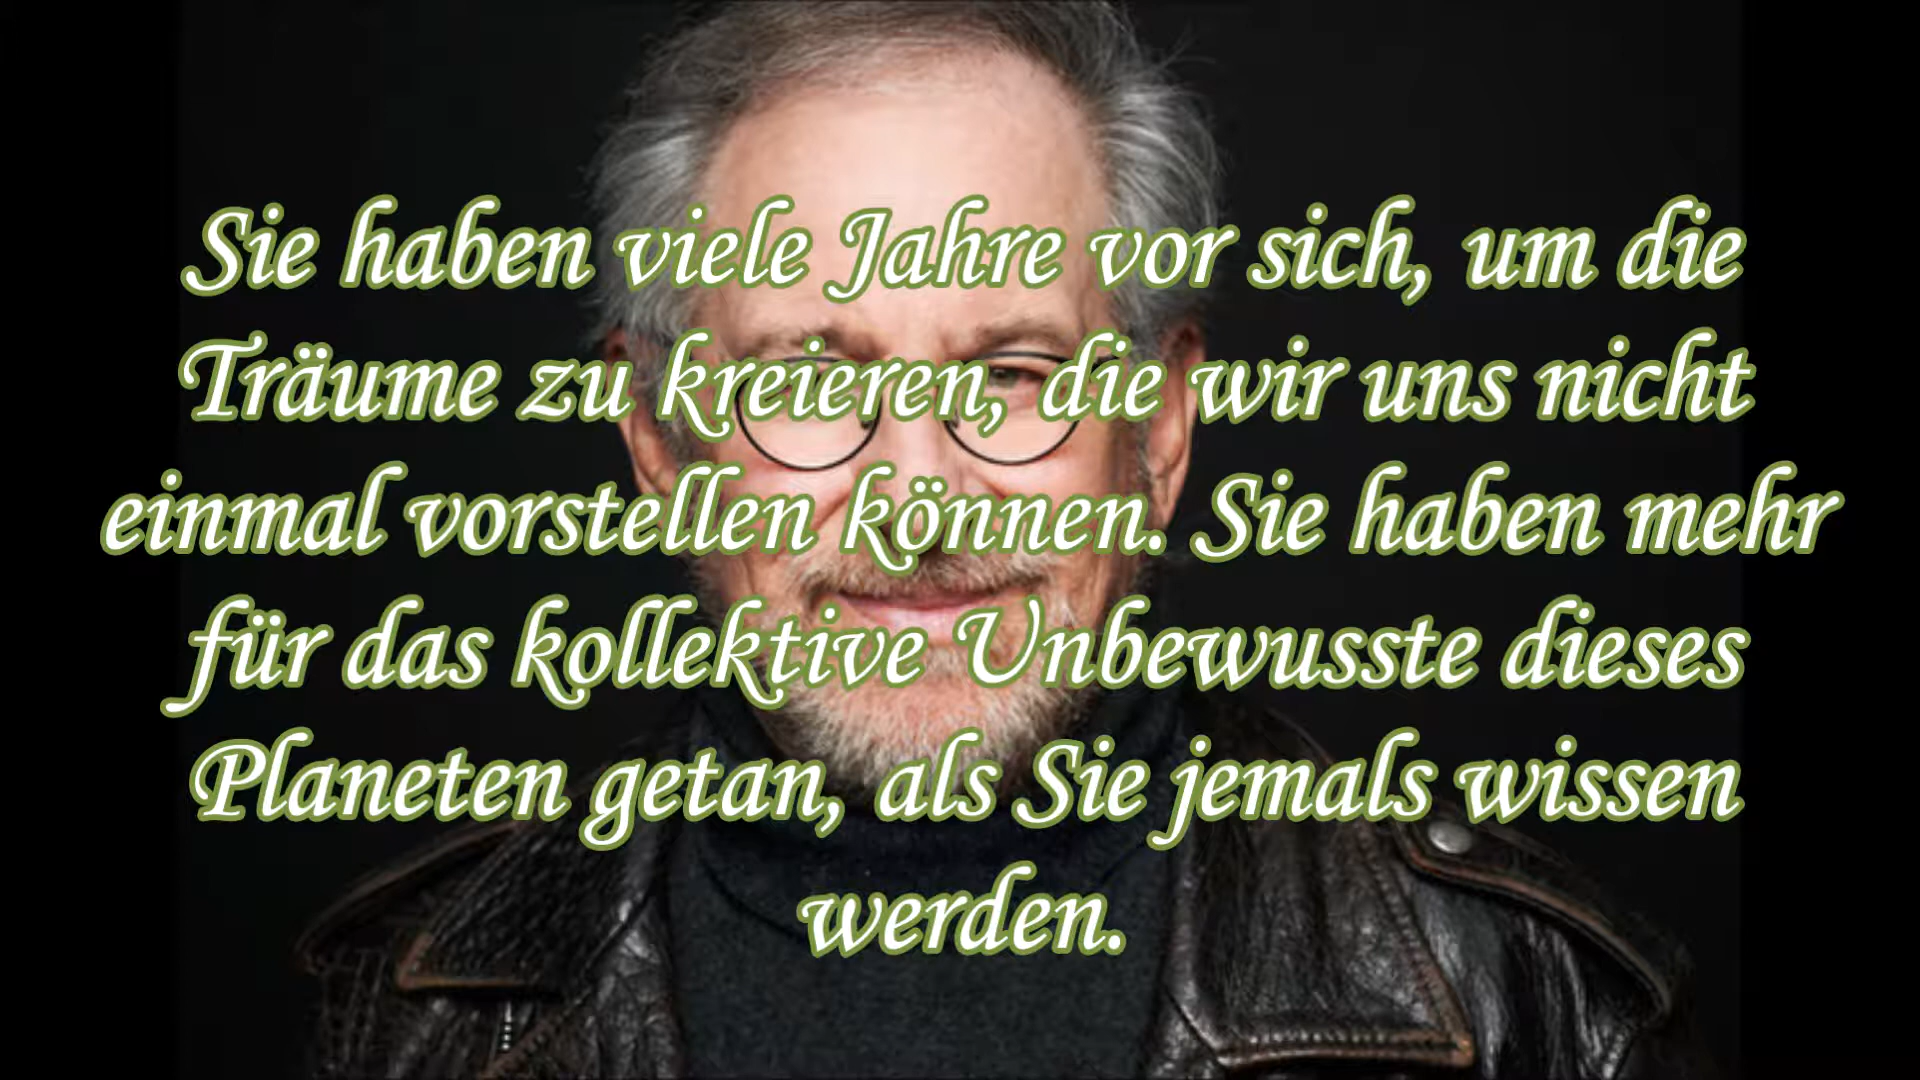 Sie haben viele Jahre vor sich, um die
Träume zu kreieren, die wir uns nicht
einmal vorstellen können. Sie haben mehr
für das kollektive Unbewusste dieses
Planeten getan, als Sie jemals wissen
werden.